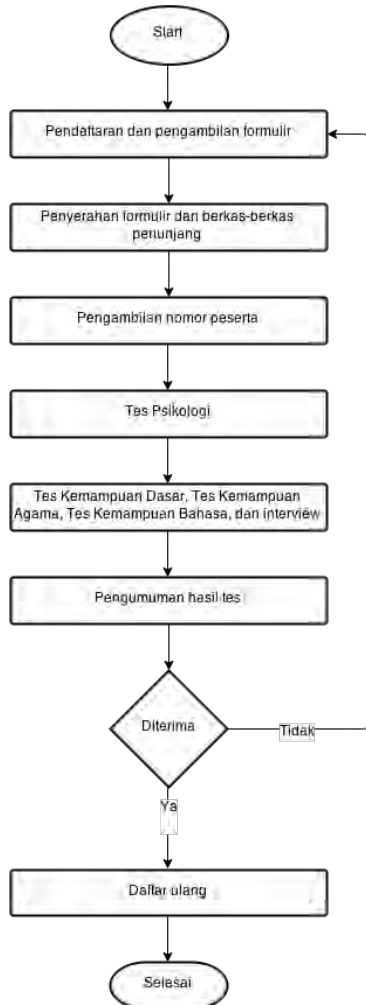 Start
Pendaftaran dan pengambilan formulir
Penyerahan formulir dan berkas-berkas
penunjang
Pengambilan nomor peserta
Tes Psikologi
Tes Kemampuan Dasar, Tes Kemampuan
Agama, Tes Kemampuan Bahasa, dan interview
Pengumuman hasil tes
Diterima
Tidak
Ya
Daftar ulang
Selesai